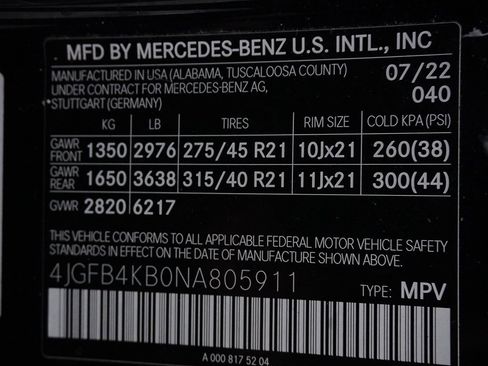 MFD BY MERCEDES-BENZ U.S. INTL., INC
MANUFACTURED IN USA (ALABAMA, TUSCALOOSA COUNTY) 07/22
UNDER CONTRACT FOR MERCEDES-BENZ AG, 040
STUTTGART (GERMANY)
KG LB TIRES RIM SIZE COLD KPA (PSI)
GAWR FRONT 1350 2976 275/45 R21 10Jx21 260(38)
GAWR REAR 1650 3638 315/40 R21 11Jx21 300(44)
GVWR 2820 6217
THIS VEHICLE CONFORMS TO ALL APPLICABLE FEDERAL MOTOR VEHICLE SAFETY
STANDARDS IN EFFECT ON THE DATE OF MANUFACTURE SHOWN ABOVE.
4JGFB4KB0NA805911 TYPE: MPV
A 000 817 52 04